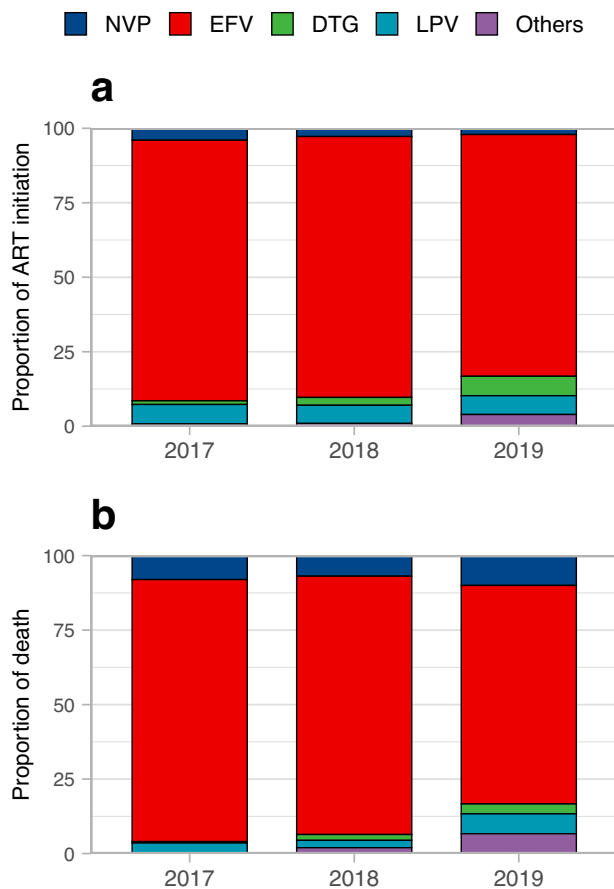 NVP EFV DTG LPV Others
a
100
75
50
25
0
Proportion of ART initiation
2017 2018 2019
b
100
75
50
25
0
Proportion of death
2017 2018 2019